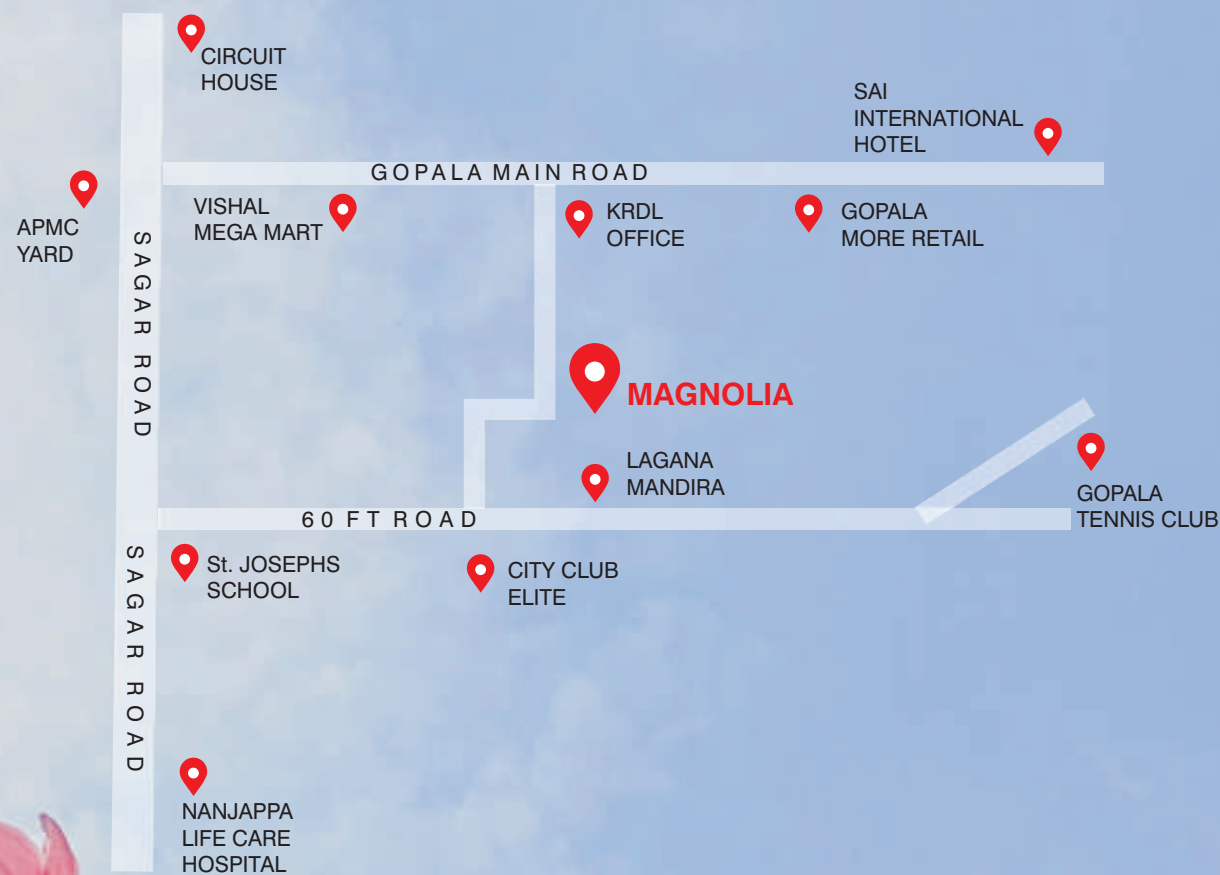 CIRCUIT
HOUSE
SAI
INTERNATIONAL
HOTEL
GOPALA MAIN ROAD
APMC
YARD
VISHAL
MEGA MART
KRDL
OFFICE
GOPALA
MORE RETAIL
SAGAR ROAD
MAGNOLIA
LAGANA
MANDIRA
GOPALA
TENNIS CLUB
60 FT ROAD
SAGAR ROAD
St. JOSEPHS
SCHOOL
CITY CLUB
ELITE
NANJAPPA
LIFE CARE
HOSPITAL